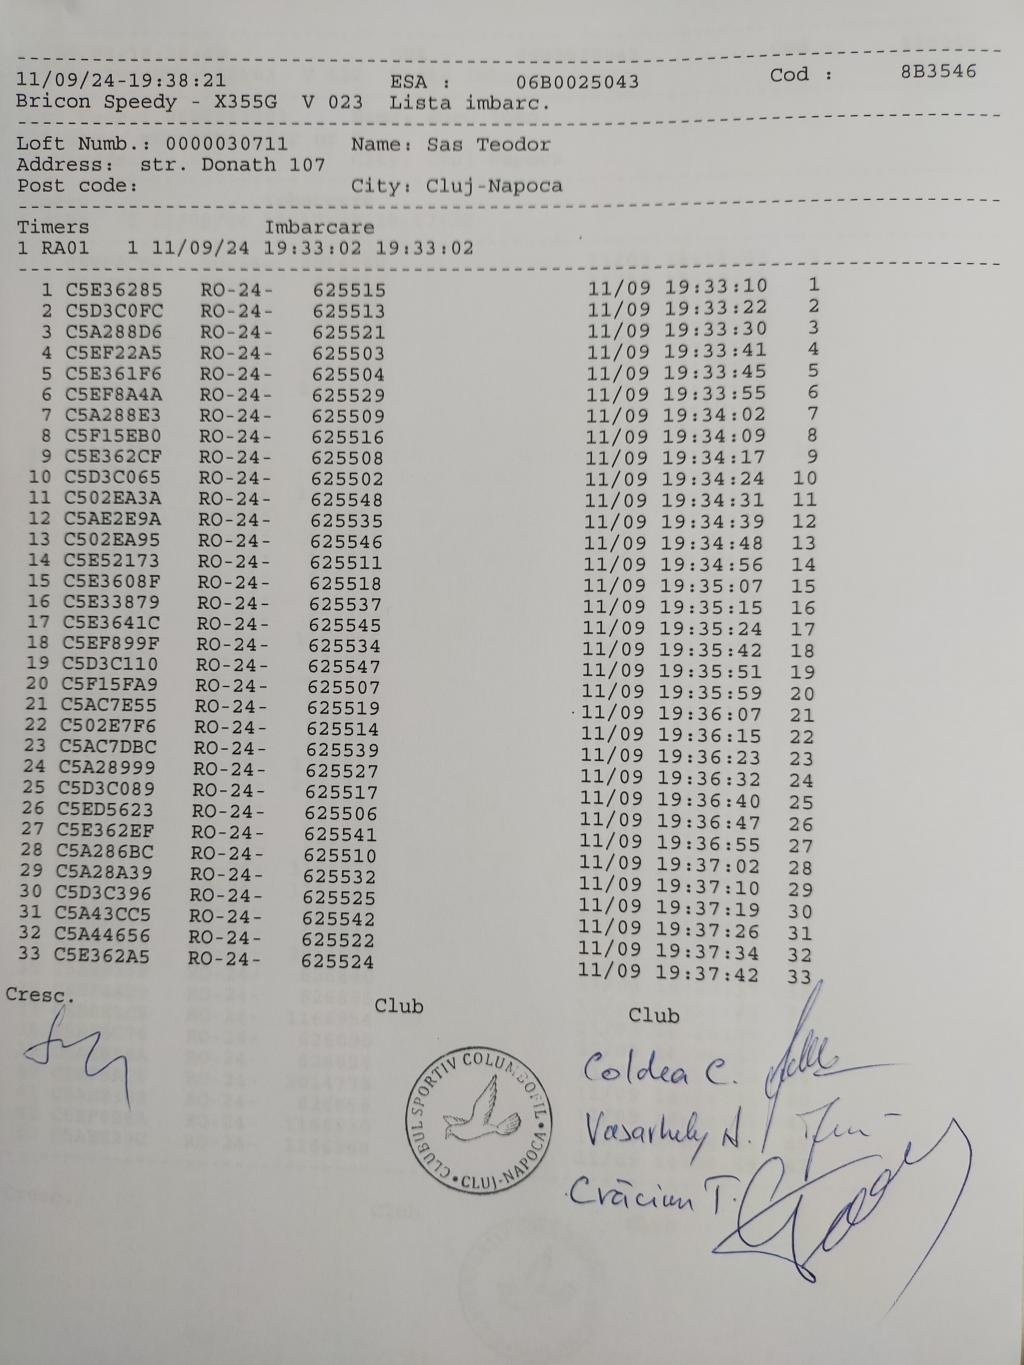 11/09/24-19:38:21 ESA : 06B0025043 Cod : 8B3546
Bricon Speedy - X355G V 023 Lista imbarc.
Loft Numb.: 0000030711 Name: Sas Teodor
Address: str. Donath 107
Post code: City: Cluj-Napoca
Timers Imbarcare
1 RA01 1 11/09/24 19:33:02 19:33:02
1 C5E36285 RO-24- 625515 11/09 19:33:10 1
2 C5D3C0FC RO-24- 625513 11/09 19:33:22 2
3 C5A288D6 RO-24- 625521 11/09 19:33:30 3
4 C5EF22A5 RO-24- 625503 11/09 19:33:41 4
5 C5E361F6 RO-24- 625504 11/09 19:33:45 5
6 C5EF8A4A RO-24- 625529 11/09 19:33:55 6
7 C5A288E3 RO-24- 625509 11/09 19:34:02 7
8 C5F15EB0 RO-24- 625516 11/09 19:34:09 8
9 C5E362CF RO-24- 625508 11/09 19:34:17 9
10 C5D3C065 RO-24- 625502 11/09 19:34:24 10
11 C502EA3A RO-24- 625548 11/09 19:34:31 11
12 C5AE2E9A RO-24- 625535 11/09 19:34:39 12
13 C502EA95 RO-24- 625546 11/09 19:34:48 13
14 C5E52173 RO-24- 625511 11/09 19:34:56 14
15 C5E3608F RO-24- 625518 11/09 19:35:07 15
16 C5E33879 RO-24- 625537 11/09 19:35:15 16
17 C5E3641C RO-24- 625545 11/09 19:35:24 17
18 C5EF899F RO-24- 625534 11/09 19:35:42 18
19 C5D3C110 RO-24- 625547 11/09 19:35:51 19
20 C5F15FA9 RO-24- 625507 11/09 19:35:59 20
21 C5AC7E55 RO-24- 625519 11/09 19:36:07 21
22 C502E7F6 RO-24- 625514 11/09 19:36:15 22
23 C5AC7DBC RO-24- 625539 11/09 19:36:23 23
24 C5A28999 RO-24- 625527 11/09 19:36:32 24
25 C5D3C089 RO-24- 625517 11/09 19:36:40 25
26 C5ED5623 RO-24- 625506 11/09 19:36:47 26
27 C5E362EF RO-24- 625541 11/09 19:36:55 27
28 C5A286BC RO-24- 625510 11/09 19:37:02 28
29 C5A28A39 RO-24- 625532 11/09 19:37:10 29
30 C5D3C396 RO-24- 625525 11/09 19:37:19 30
31 C5A43CC5 RO-24- 625542 11/09 19:37:26 31
32 C5A44656 RO-24- 625522 11/09 19:37:34 32
33 C5E362A5 RO-24- 625524 11/09 19:37:42 33
Cresc. Club Club
CLUBUL SPORTIV COLUMBOFIL
CLUJ-NAPOCA
Coldea C.
Vasarhely A.
Crăciun T.